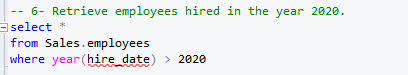 -- 6- Retrieve employees hired in the year 2020.
select *
from Sales.employees
where year(hire_date) > 2020